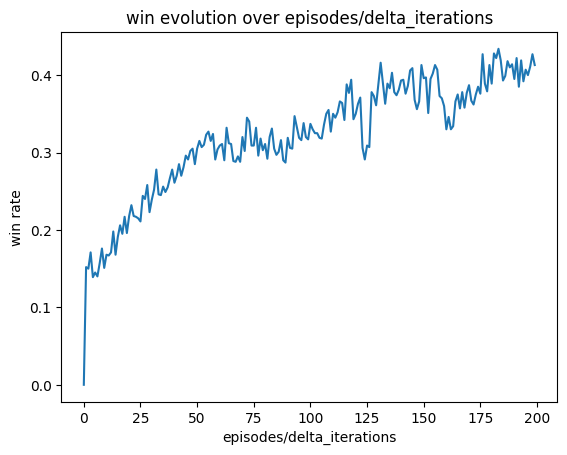 win evolution over episodes/delta_iterations
win rate
0.4
0.3
0.2
0.1
0.0
0 25 50 75 100 125 150 175 200
episodes/delta_iterations